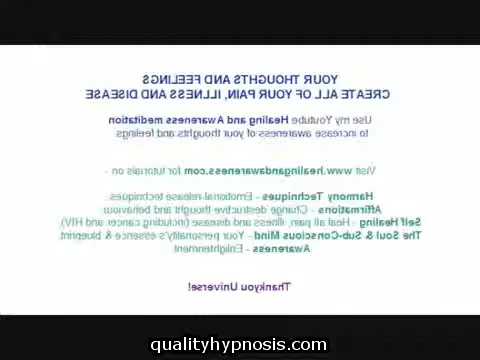 YOUR THOUGHTS AND FEELINGS
CREATE ALL OF YOUR PAIN, ILLNESS AND DISEASE
Use my Youtube Healing and Awareness meditation
to increase awareness of your thoughts and feelings
Visit www.healingandawareness.com for tutorials on -
Harmony Techniques - Emotional-release techniques.
Affirmations - Change destructive thought and behaviour.
Self Healing - Heal all pain, illness and disease (including cancer and HIV).
The Soul & Sub-Conscious Mind - Your personality's essence & blueprint.
Awareness - Enlightenment
Thankyou Universe!
qualityhypnosis.com